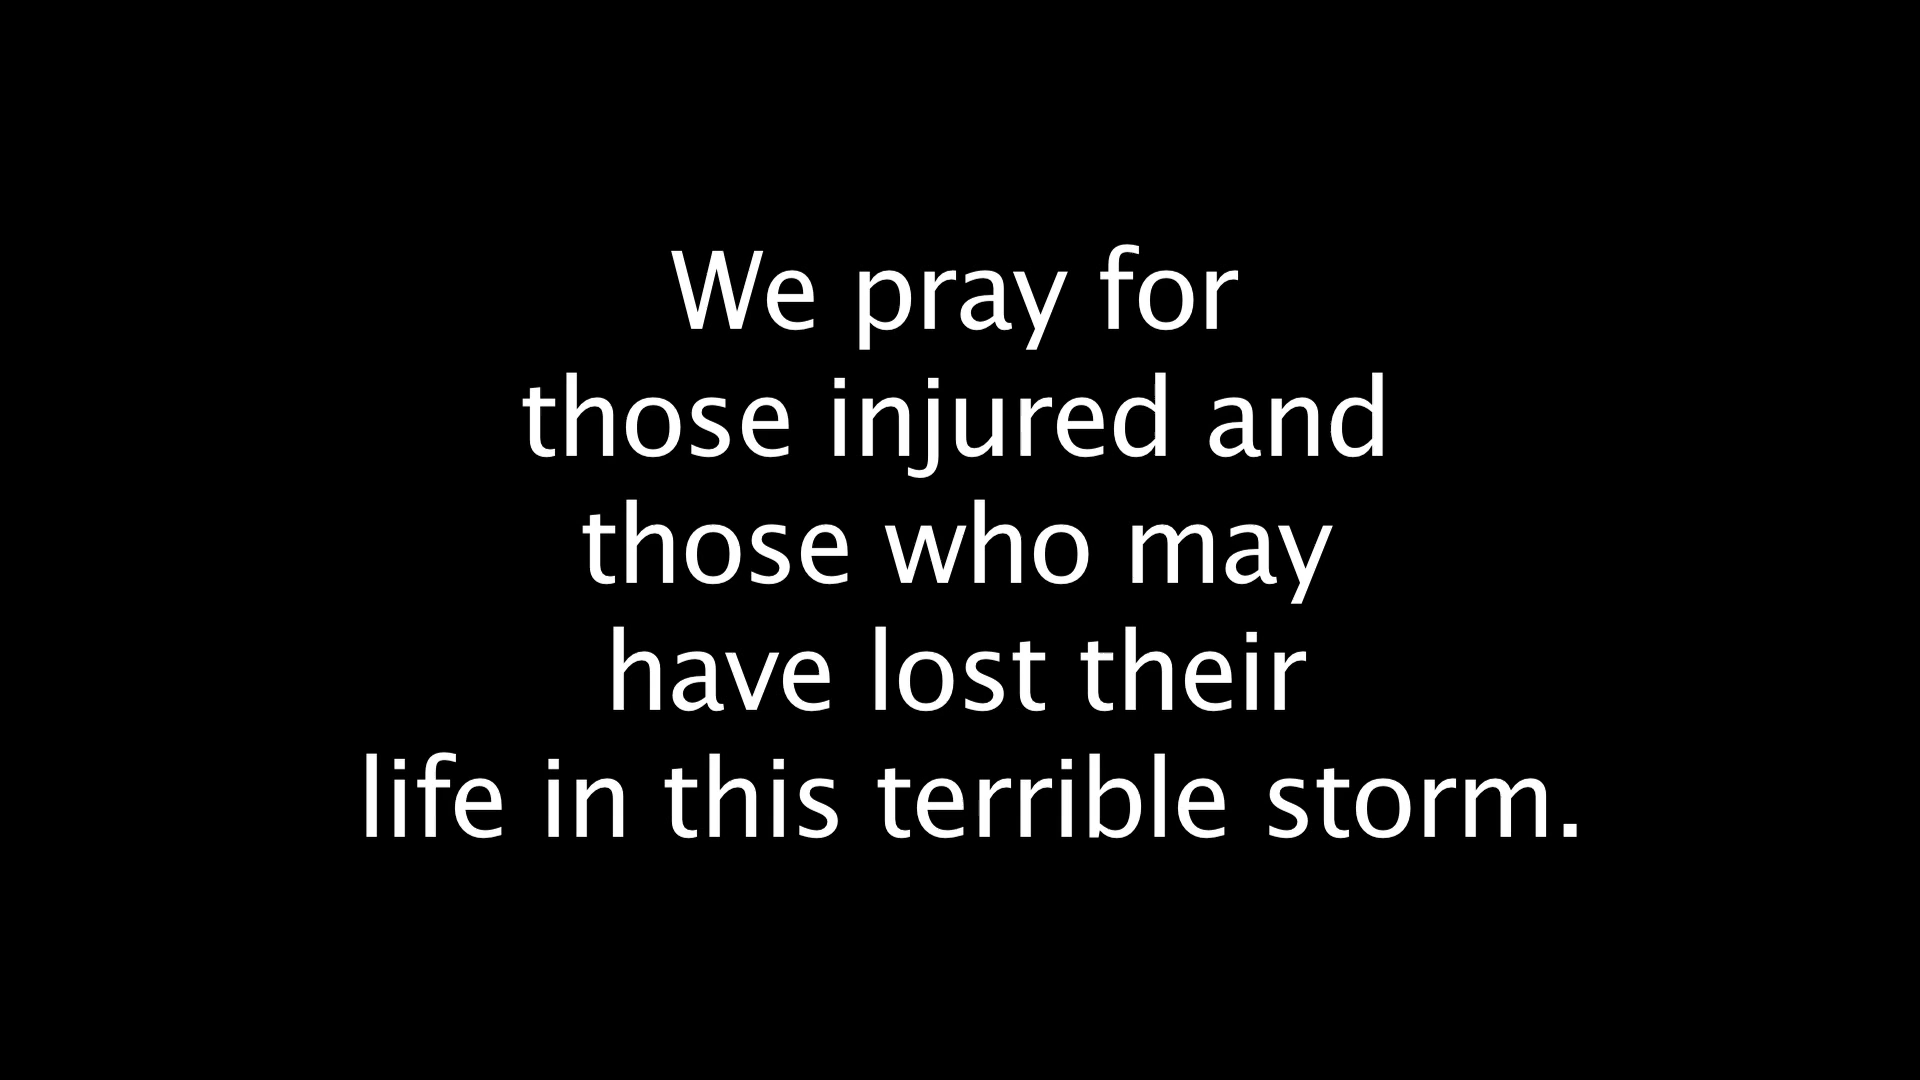 We pray for
those injured and
those who may
have lost their
life in this terrible storm.